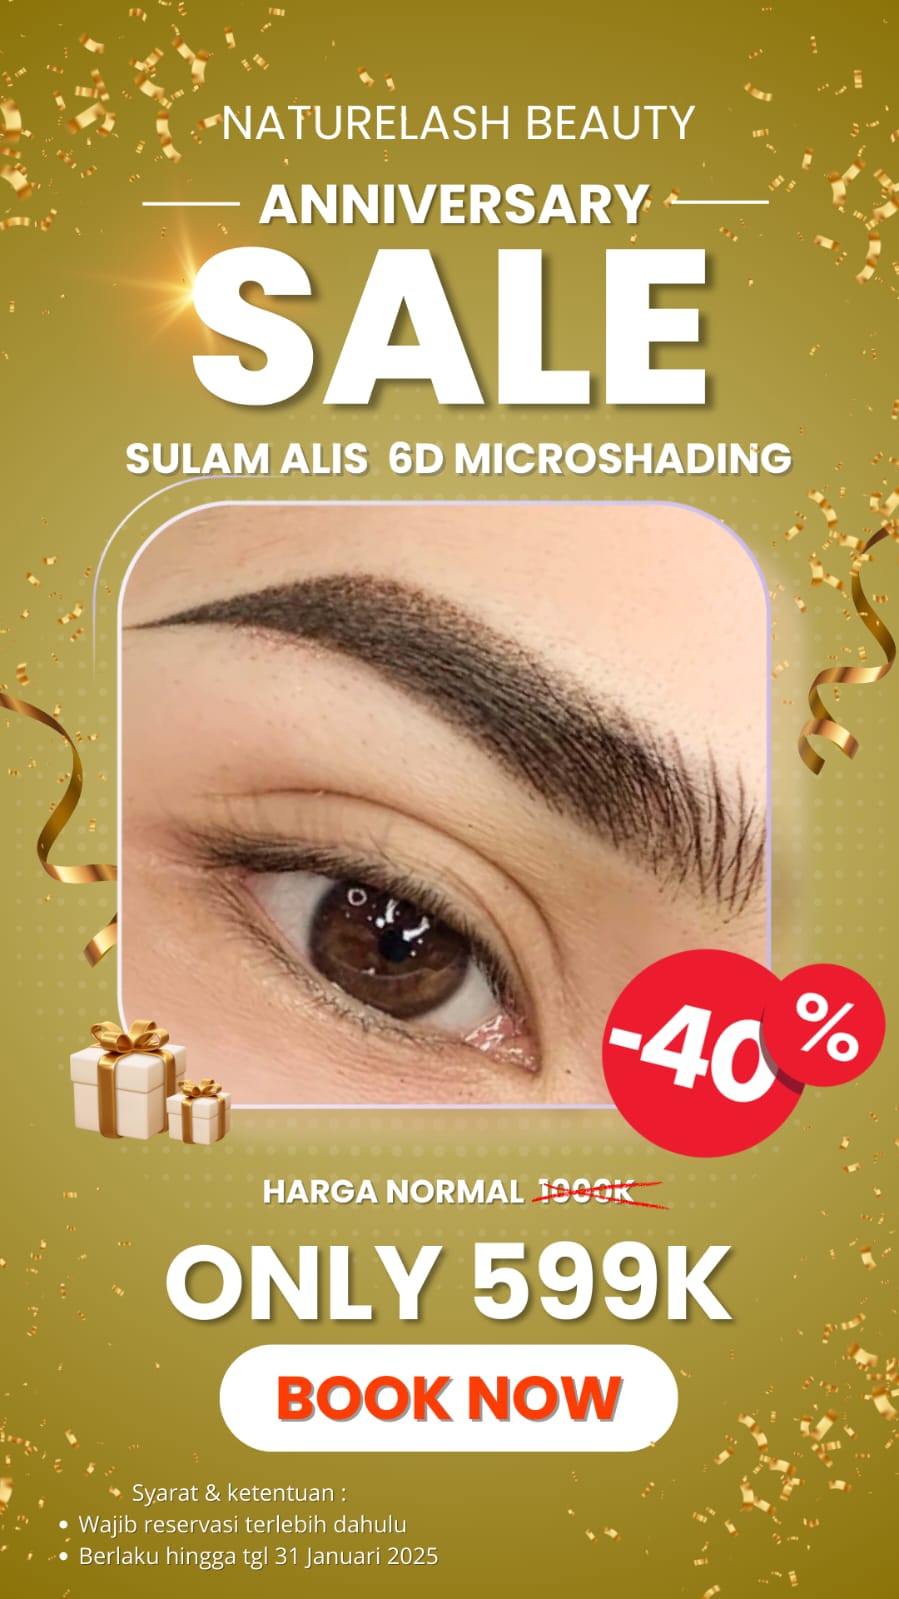 NATURELASH BEAUTY
ANNIVERSARY
SALE
SULAM ALIS 6D MICROSHADING
-40%
HARGA NORMAL 1000K
ONLY 599K
BOOK NOW
Syarat & ketentuan :
• Wajib reservasi terlebih dahulu
• Berlaku hingga tgl 31 Januari 2025